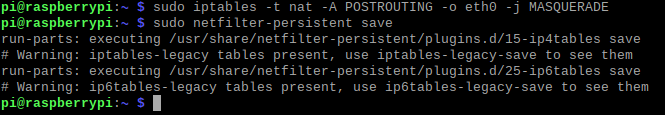 pi@raspberrypi:~ $ sudo iptables -t nat -A POSTROUTING -o eth0 -j MASQUERADE
pi@raspberrypi:~ $ sudo netfilter-persistent save
run-parts: executing /usr/share/netfilter-persistent/plugins.d/15-ip4tables save
# Warning: iptables-legacy tables present, use iptables-legacy-save to see them
run-parts: executing /usr/share/netfilter-persistent/plugins.d/25-ip6tables save
# Warning: ip6tables-legacy tables present, use ip6tables-legacy-save to see them
pi@raspberrypi:~ $